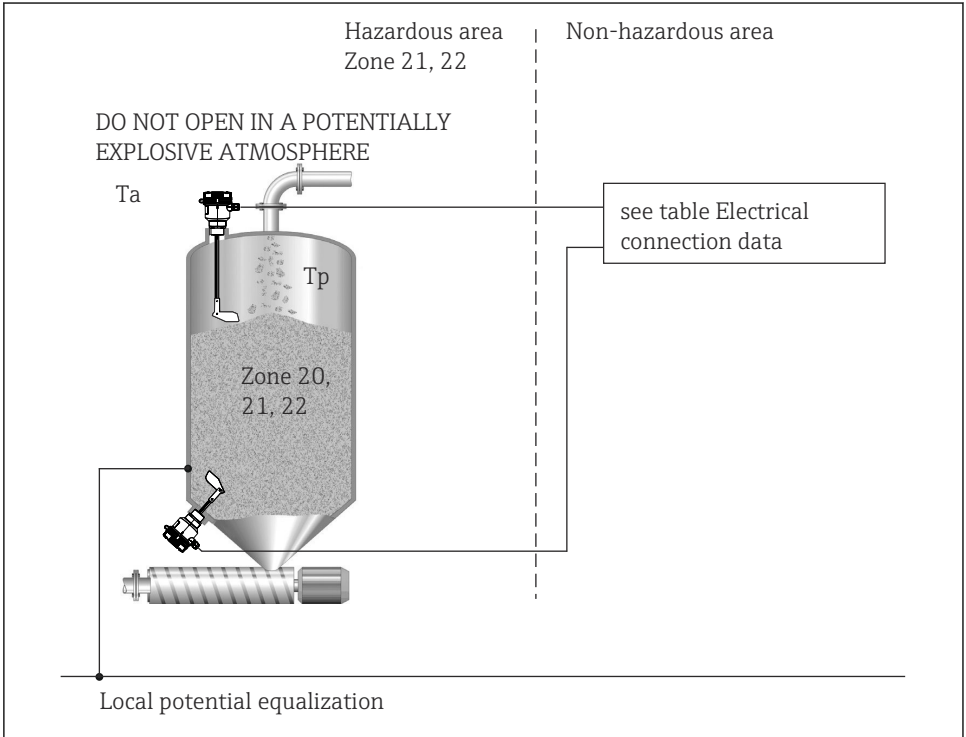 Hazardous area
Zone 21, 22
Non-hazardous area
DO NOT OPEN IN A POTENTIALLY
EXPLOSIVE ATMOSPHERE
Ta
see table Electrical
connection data
Tp
Zone 20,
21, 22
Local potential equalization